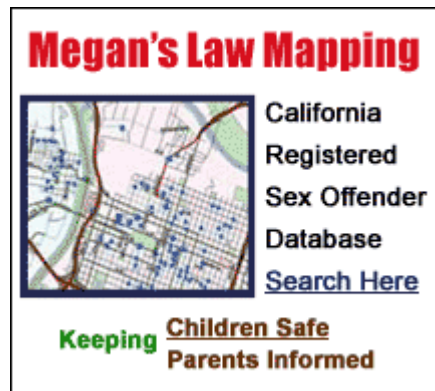 Megan's Law Mapping
California
Registered
Sex Offender
Database
Search Here
Keeping Children Safe
Parents Informed